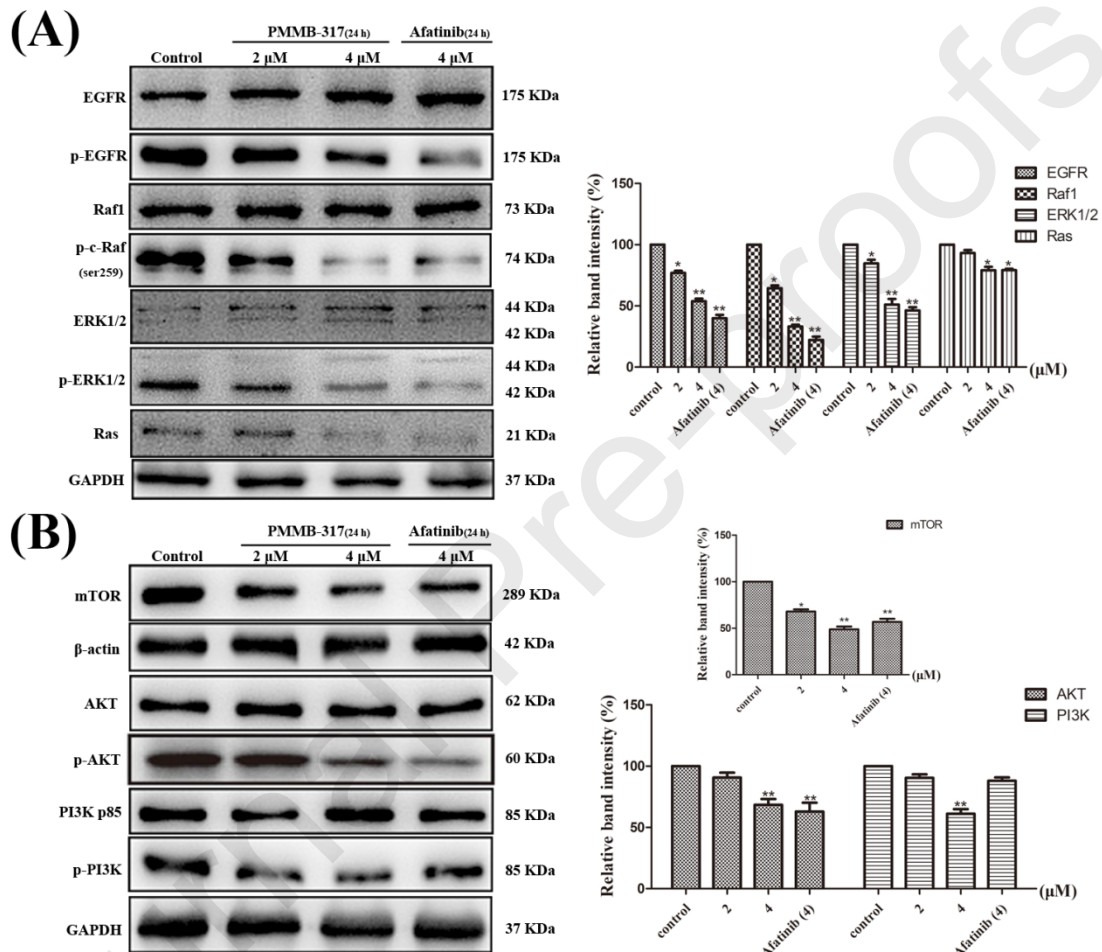 (A)
PMMB-317(24 h) Afatinib(24 h)
Control 2 μM 4 μM 4 μM
EGFR 175 KDa
p-EGFR 175 KDa
Raf1 73 KDa
p-c-Raf
(ser259)
74 KDa
ERK1/2 44 KDa
42 KDa
p-ERK1/2 44 KDa
42 KDa
Ras 21 KDa
GAPDH 37 KDa
Relative band intensity (%)
150
100
50
0
* ** **
* ** **
* ** **
* *
control 2 4 Afatinib (4)
control 2 4 Afatinib (4)
control 2 4 Afatinib (4)
control 2 4 Afatinib (4)
(μM)
EGFR
Raf1
ERK1/2
Ras
(B)
PMMB-317(24 h) Afatinib(24 h)
Control 2 μM 4 μM 4 μM
mTOR 289 KDa
β-actin 42 KDa
AKT 62 KDa
p-AKT 60 KDa
PI3K p85 85 KDa
p-PI3K 85 KDa
GAPDH 37 KDa
mTOR
Relative band intensity (%)
150
100
50
0
* ** **
control 2 4 Afatinib (4)
(μM)
AKT
PI3K
Relative band intensity (%)
150
100
50
0
** **
**
control 2 4 Afatinib (4)
control 2 4 Afatinib (4)
(μM)
rnal Pre-proofs